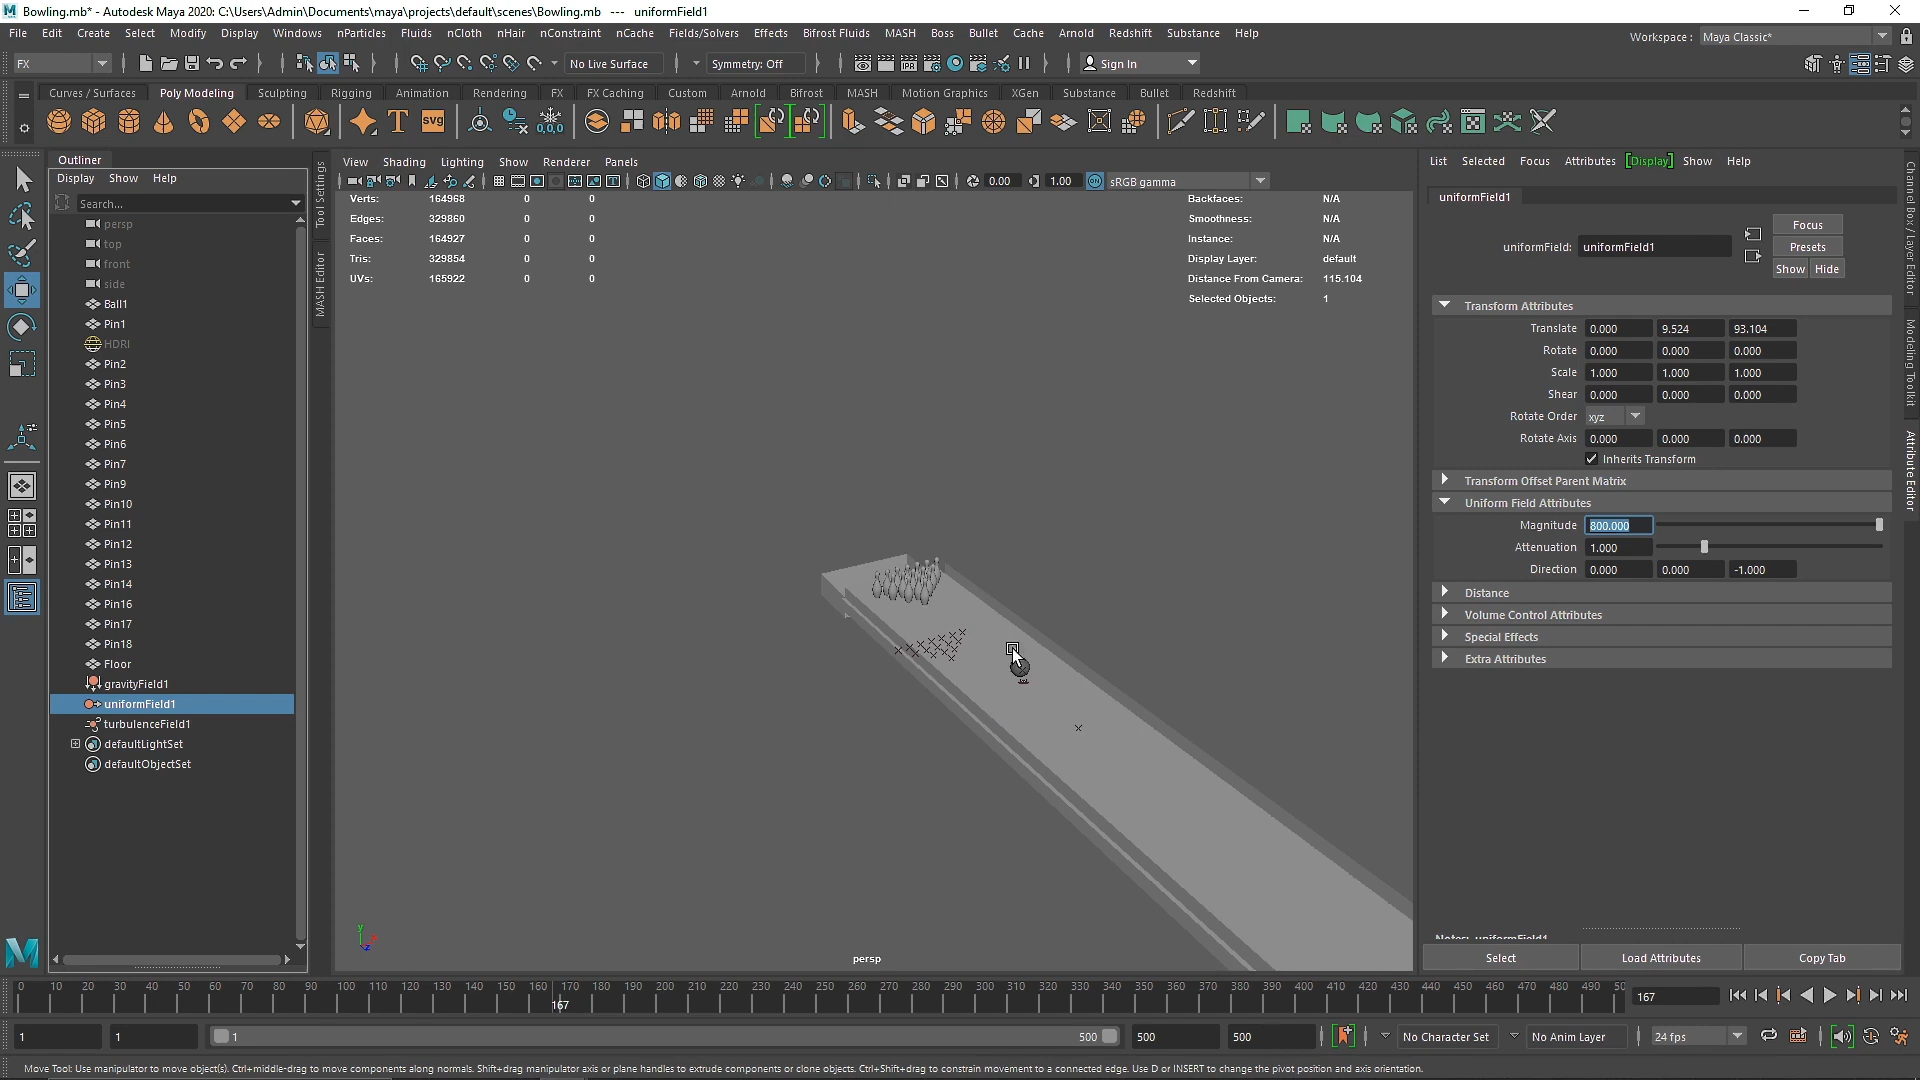 Bowling.mb* - Autodesk Maya 2020: C:\Users\Admin\Documents\maya\projects\default\scenes\Bowling.mb --- uniformField1
File Edit Create Select Modify Display Windows nParticles Fluids nCloth nHair nConstraint nCache Fields/Solvers Effects Bifrost Fluids MASH Boss Bullet Cache Arnold Redshift Substance Help
Workspace : Maya Classic*
FX No Live Surface Symmetry: Off Sign In
Curves / Surfaces Poly Modeling Sculpting Rigging Animation Rendering FX FX Caching Custom Arnold Bifrost MASH Motion Graphics XGen Substance Bullet Redshift
Outliner
Display Show Help
Search...
persp
top
front
side
Ball1
Pin1
HDRI
Pin2
Pin3
Pin4
Pin5
Pin6
Pin7
Pin9
Pin10
Pin11
Pin12
Pin13
Pin14
Pin16
Pin17
Pin18
Floor
gravityField1
uniformField1
turbulenceField1
defaultLightSet
defaultObjectSet
Tool Settings
MASH Editor
View Shading Lighting Show Renderer Panels
0.00 1.00 sRGB gamma
Verts: 164968 0 0
Edges: 329860 0 0
Faces: 164927 0 0
Tris: 329854 0 0
UVs: 165922 0 0
Backfaces: N/A
Smoothness: N/A
Instance: N/A
Display Layer: default
Distance From Camera: 115.104
Selected Objects: 1
persp
List Selected Focus Attributes [Display] Show Help
uniformField1
uniformField: uniformField1
Focus
Presets
Show Hide
Transform Attributes
Translate 0.000 9.524 93.104
Rotate 0.000 0.000 0.000
Scale 1.000 1.000 1.000
Shear 0.000 0.000 0.000
Rotate Order xyz
Rotate Axis 0.000 0.000 0.000
Inherits Transform
Transform Offset Parent Matrix
Uniform Field Attributes
Magnitude 800.000
Attenuation 1.000
Direction 0.000 0.000 -1.000
Distance
Volume Control Attributes
Special Effects
Extra Attributes
Notes: uniformField1
Select Load Attributes Copy Tab
Channel Box / Layer Editor
Modeling Toolkit
Attribute Editor
0 10 20 30 40 50 60 70 80 90 100 110 120 130 140 150 160 170 180 190 200 210 220 230 240 250 260 270 280 290 300 310 320 330 340 350 360 370 380 390 400 410 420 430 440 450 460 470 480 490 50
167
167
1 1 1 500 500 500 No Character Set No Anim Layer 24 fps
Move Tool: Use manipulator to move object(s). Ctrl+middle-drag to move components along normals. Shift+drag manipulator axis or plane handles to extrude components or clone objects. Ctrl+Shift+drag to constrain movement to a connected edge. Use D or INSERT to change the pivot position and axis orientation.